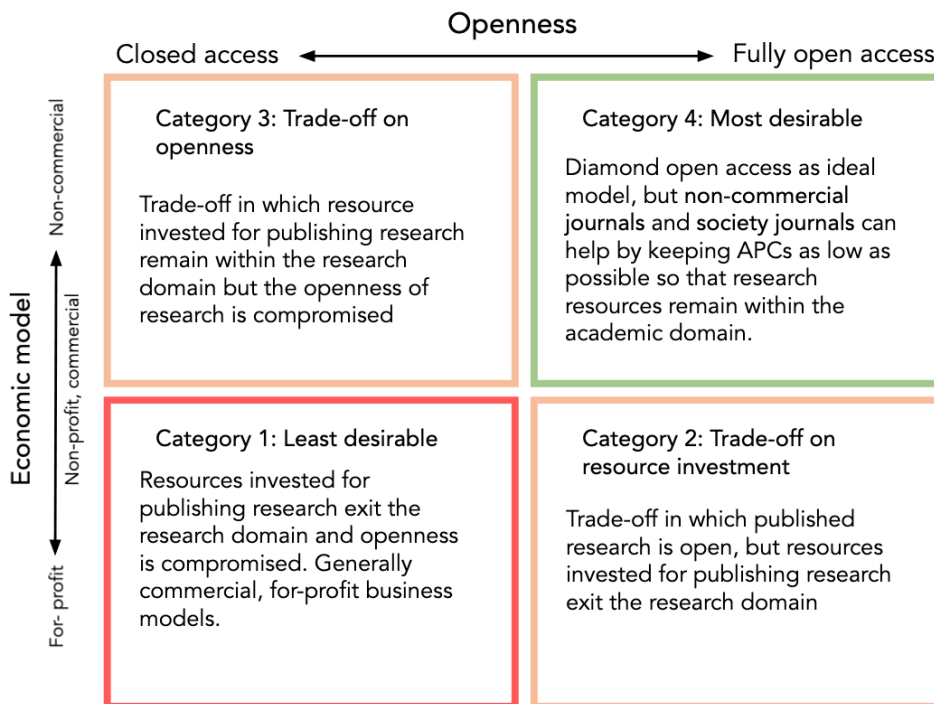 Openness
Closed access
Fully open access
Category 3: Trade-off on
openness
Trade-off in which resource
invested for publishing research
remain within the research
domain but the openness of
research is compromised
Category 4: Most desirable
Diamond open access as ideal
model, but non-commercial
journals and society journals can
help by keeping APCs as low as
possible so that research
resources remain within the
academic domain.
Economic model
Non-commercial
Non-profit, commercial
For- profit
Category 1: Least desirable
Resources invested for
publishing research exit the
research domain and openness
is compromised. Generally
commercial, for-profit business
models.
Category 2: Trade-off on
resource investment
Trade-off in which published
research is open, but resources
invested for publishing research
exit the research domain